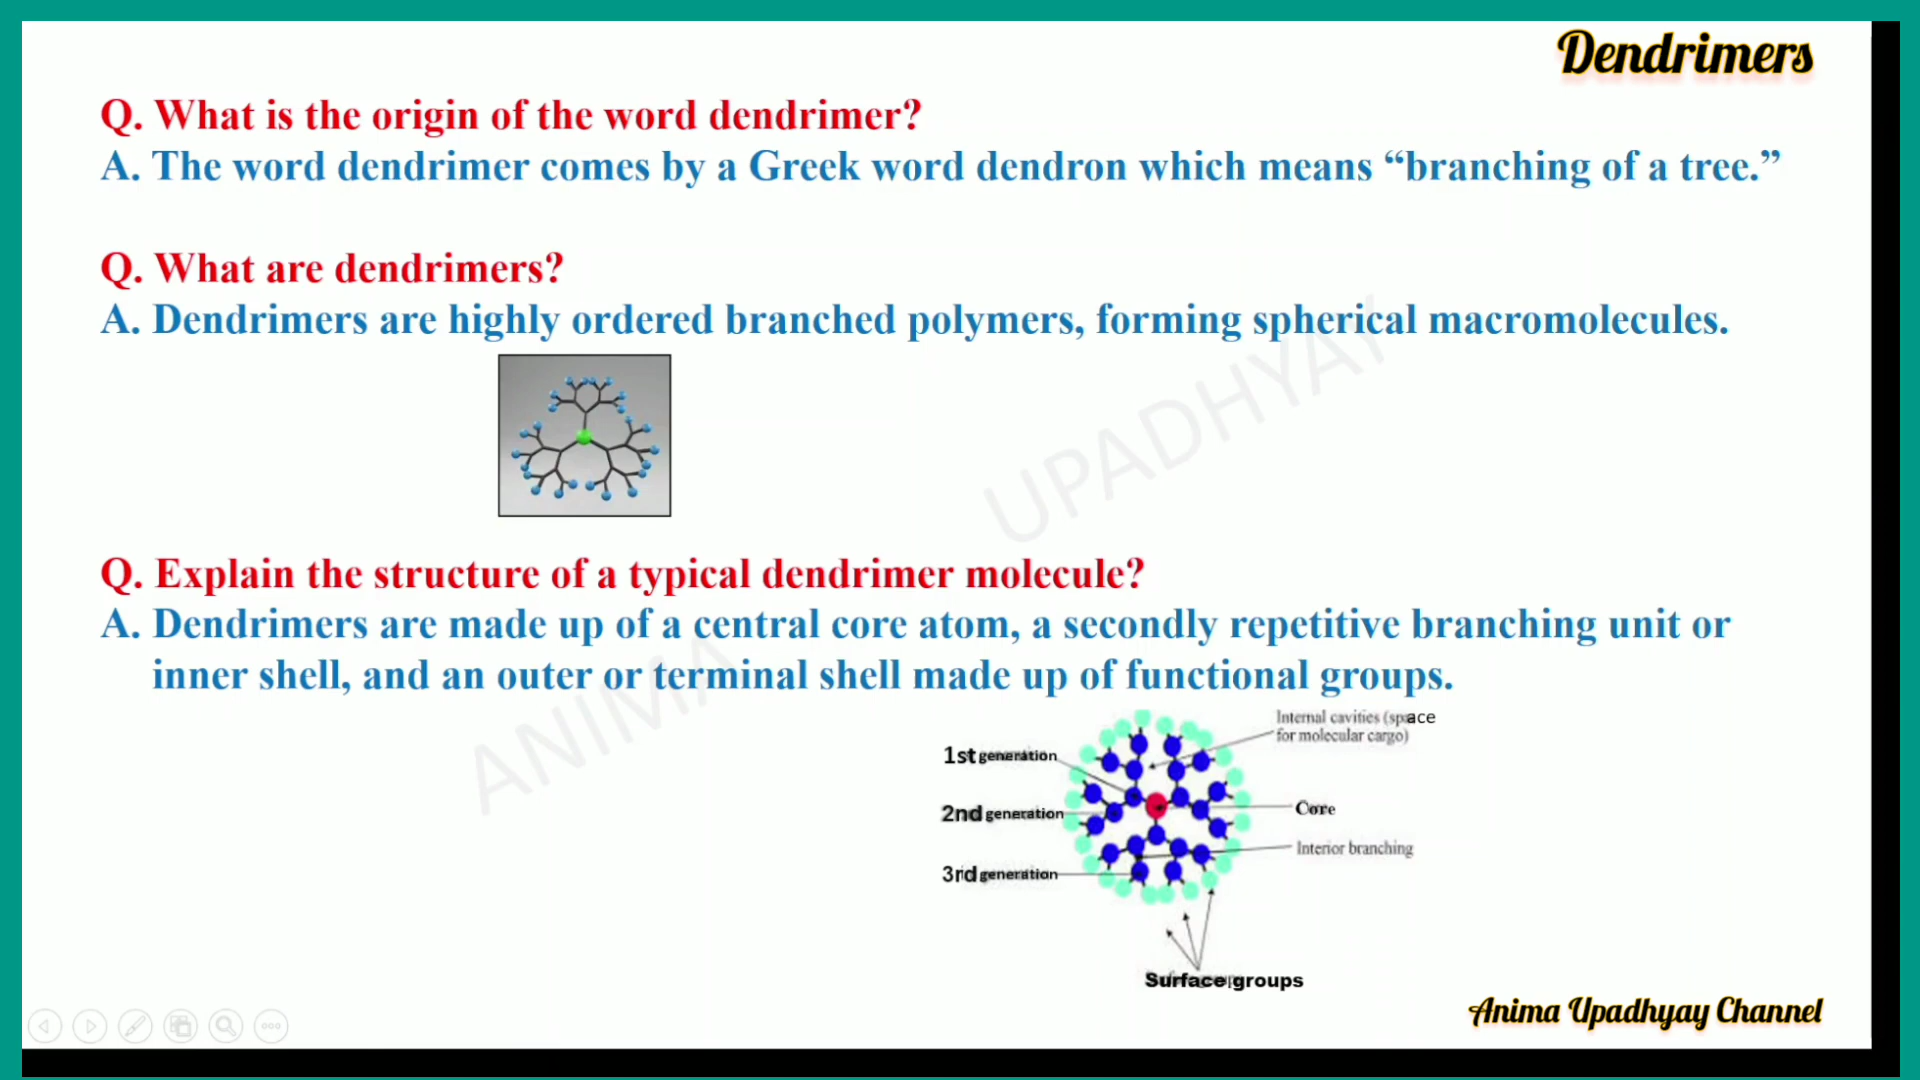 Dendrimers
Q. What is the origin of the word dendrimer?
A. The word dendrimer comes by a Greek word dendron which means “branching of a tree.”
Q. What are dendrimers?
A. Dendrimers are highly ordered branched polymers, forming spherical macromolecules.
Q. Explain the structure of a typical dendrimer molecule?
A. Dendrimers are made up of a central core atom, a secondly repetitive branching unit or
inner shell, and an outer or terminal shell made up of functional groups.
ANIMA UPADHYAY
Internal cavities (space
for molecular cargo)
1st generation
2nd generation
3rd generation
Core
Interior branching
Surface groups
Anima Upadhyay Channel